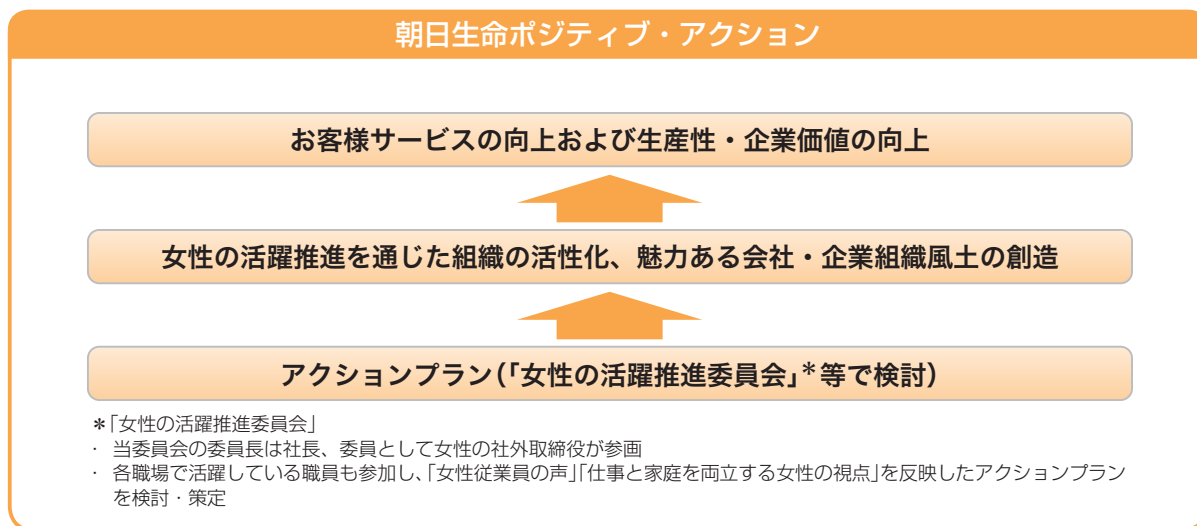 朝日生命ポジティブ・アクション
お客様サービスの向上および生産性・企業価値の向上
女性の活躍推進を通じた組織の活性化、魅力ある会社・企業組織風土の創造
アクションプラン(「女性の活躍推進委員会」＊等で検討)
＊「女性の活躍推進委員会」
・ 当委員会の委員長は社長、委員として女性の社外取締役が参画
・ 各職場で活躍している職員も参加し、「女性従業員の声」「仕事と家庭を両立する女性の視点」を反映したアクションプラン
を検討・策定